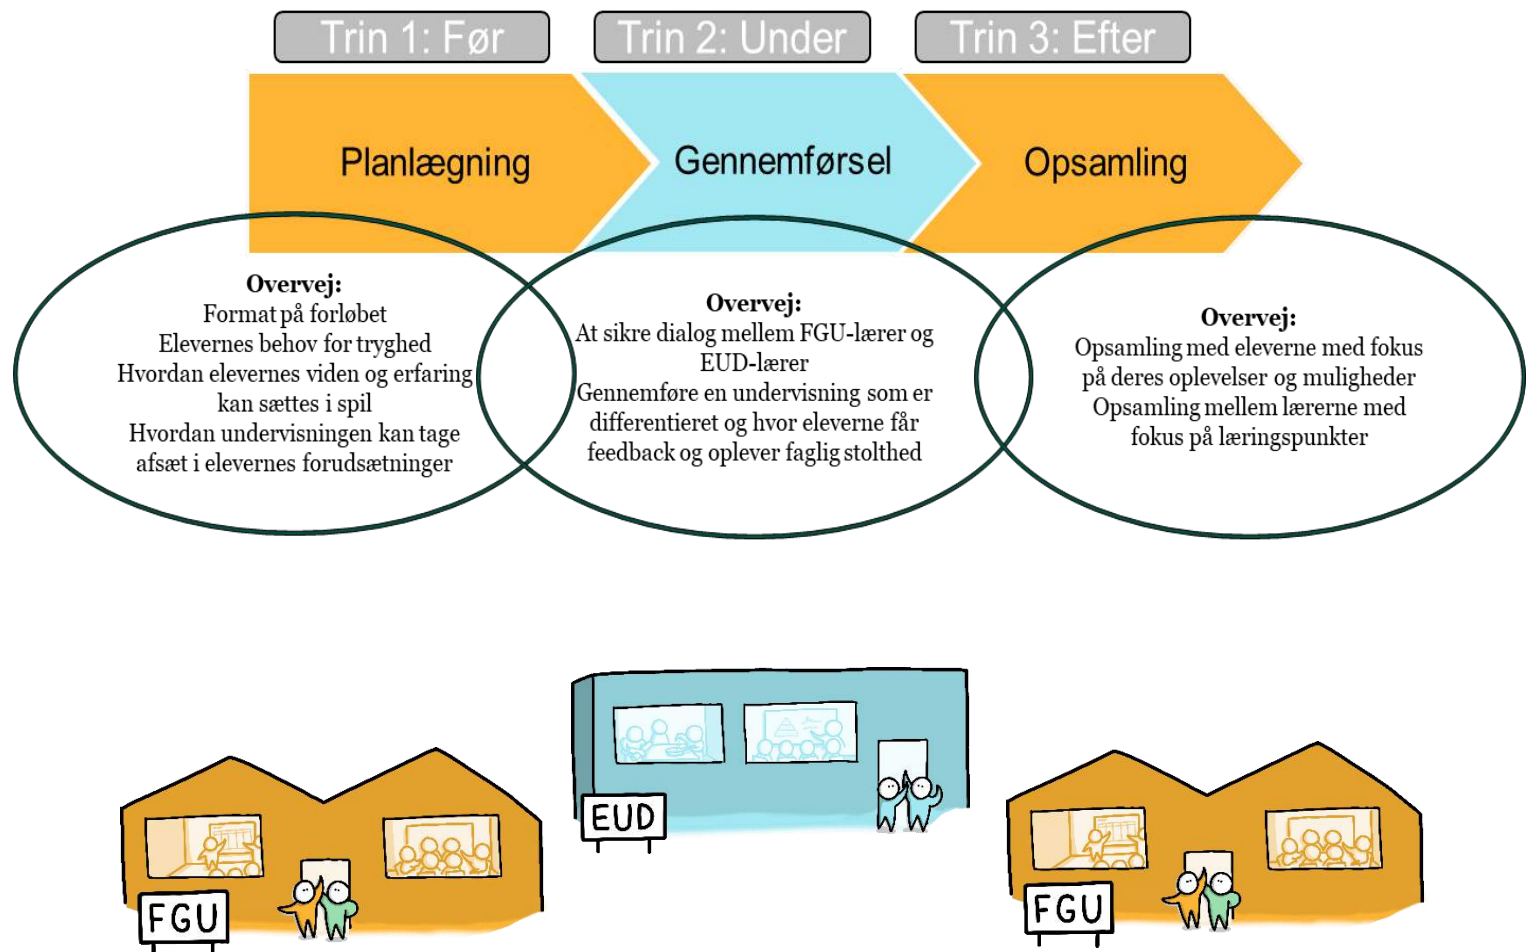 Trin 1: Før
Trin 2: Under
Trin 3: Efter
Planlægning
Gennemførsel
Opsamling
Overvej:
Format på forløbet
Elevernes behov for tryghed
Hvordan elevernes viden og erfaring
kan sættes i spil
Hvordan undervisningen kan tage
afsæt i elevernes forudsætninger
Overvej:
At sikre dialog mellem FGU-lærer og
EUD-lærer
Gennemføre en undervisning som er
differentieret og hvor eleverne får
feedback og oplever faglig stolthed
Overvej:
Opsamling med eleverne med fokus
på deres oplevelser og muligheder
Opsamling mellem lærerne med
fokus på læringspunkter
FGU
EUD
FGU